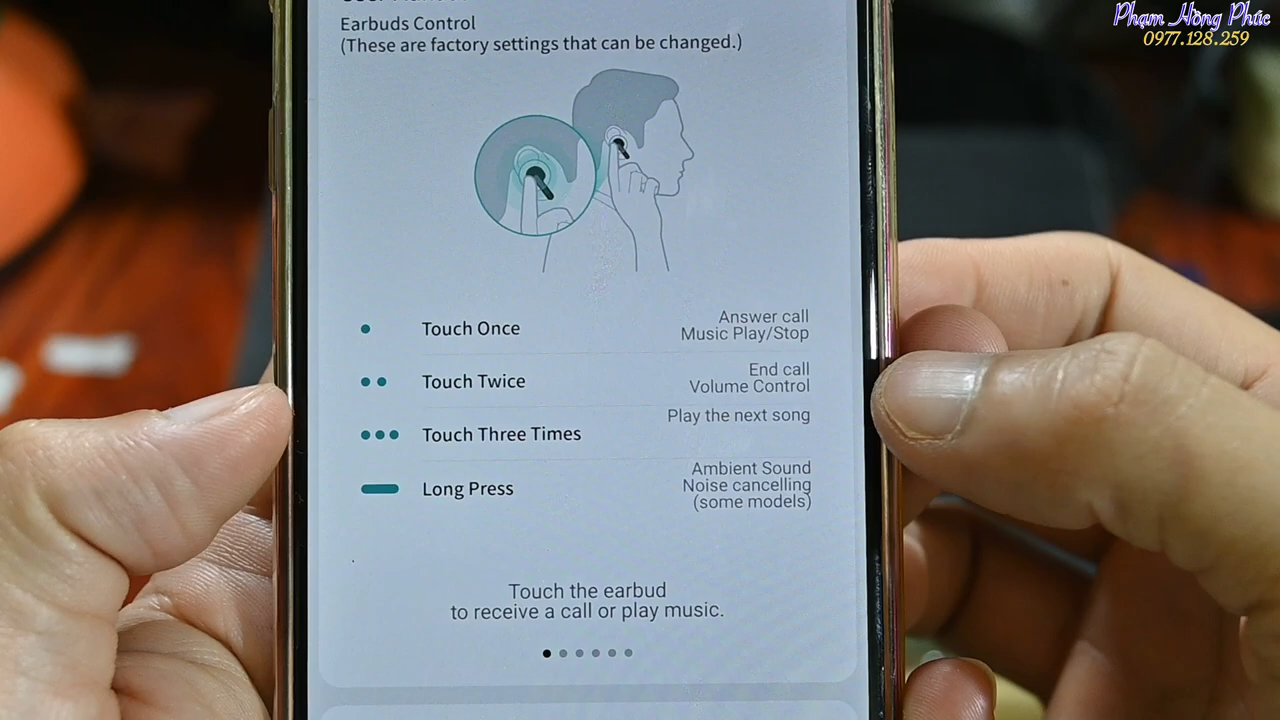 Phạm Hồng Phúc
0977.128.259
Earbuds Control
(These are factory settings that can be changed.)
Touch Once
Answer call
Music Play/Stop
Touch Twice
End call
Volume Control
Touch Three Times
Play the next song
Long Press
Ambient Sound
Noise cancelling
(some models)
Touch the earbud
to receive a call or play music.